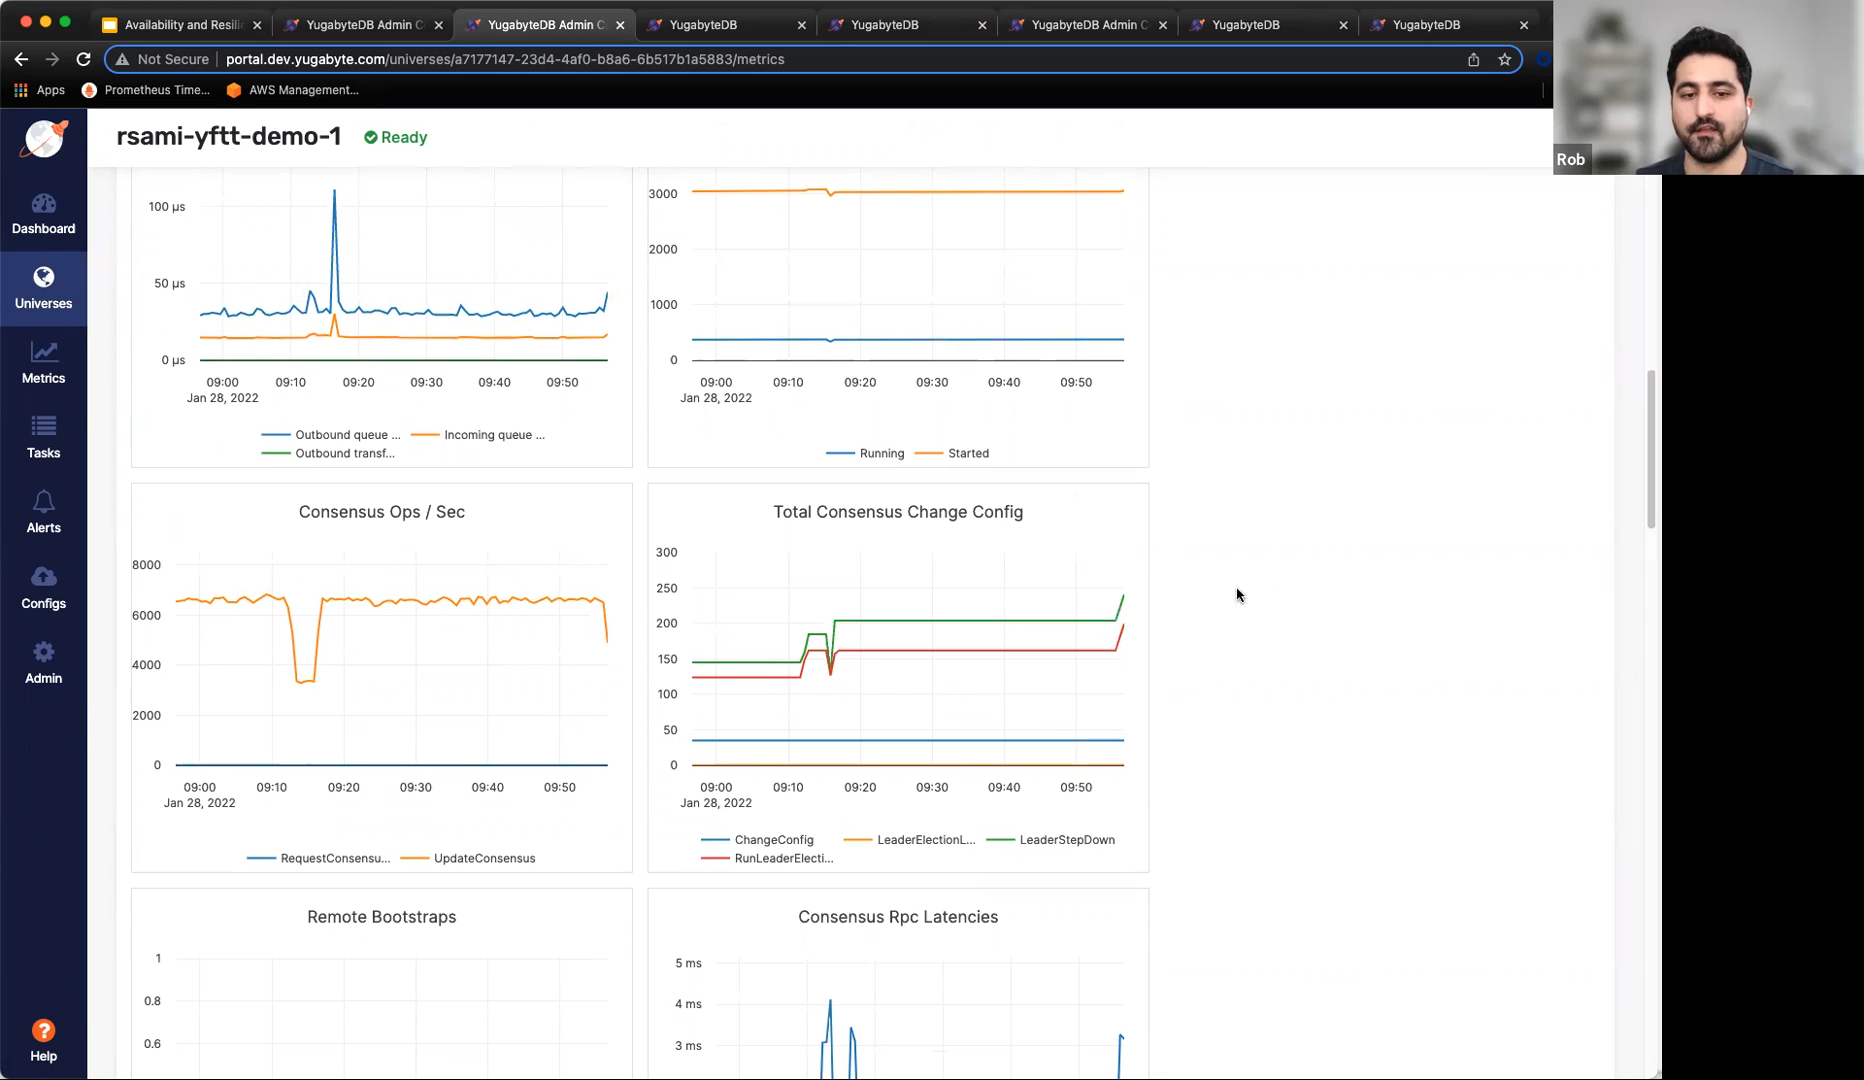 Availability and Resili
YugabyteDB Admin C
YugabyteDB Admin C
YugabyteDB
YugabyteDB
YugabyteDB Admin C
YugabyteDB
YugabyteDB
Not Secure
portal.dev.yugabyte.com/universes/a7177147-23d4-4af0-b8a6-6b517b1a5883/metrics
Apps
Prometheus Time...
AWS Management...
Rob
rsami-yftt-demo-1
Ready
Dashboard
Universes
Metrics
Tasks
Alerts
Configs
Admin
Help
100 µs
50 µs
0 µs
09:00 09:10 09:20 09:30 09:40 09:50
Jan 28, 2022
Outbound queue ... Incoming queue ...
Outbound transf...
3000
2000
1000
0
09:00 09:10 09:20 09:30 09:40 09:50
Jan 28, 2022
Running Started
Consensus Ops / Sec
8000
6000
4000
2000
0
09:00 09:10 09:20 09:30 09:40 09:50
Jan 28, 2022
RequestConsensu... UpdateConsensus
Total Consensus Change Config
300
250
200
150
100
50
0
09:00 09:10 09:20 09:30 09:40 09:50
Jan 28, 2022
ChangeConfig LeaderElectionL... LeaderStepDown
RunLeaderElecti...
Remote Bootstraps
1
0.8
0.6
Consensus Rpc Latencies
5 ms
4 ms
3 ms